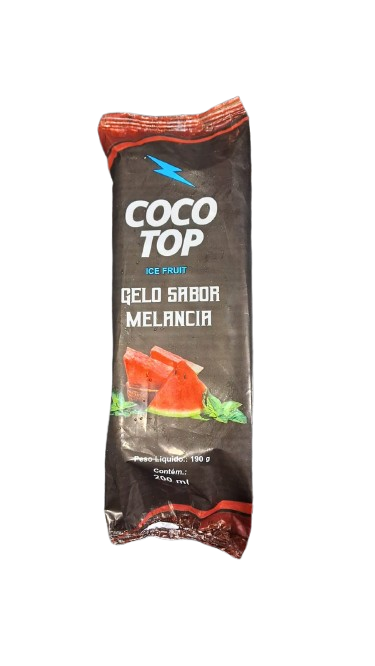 COCO
TOP
ICE FRUIT
GELO SABOR
MELANCIA
Peso Líquido.: 190 g
Contém.:
200 ml